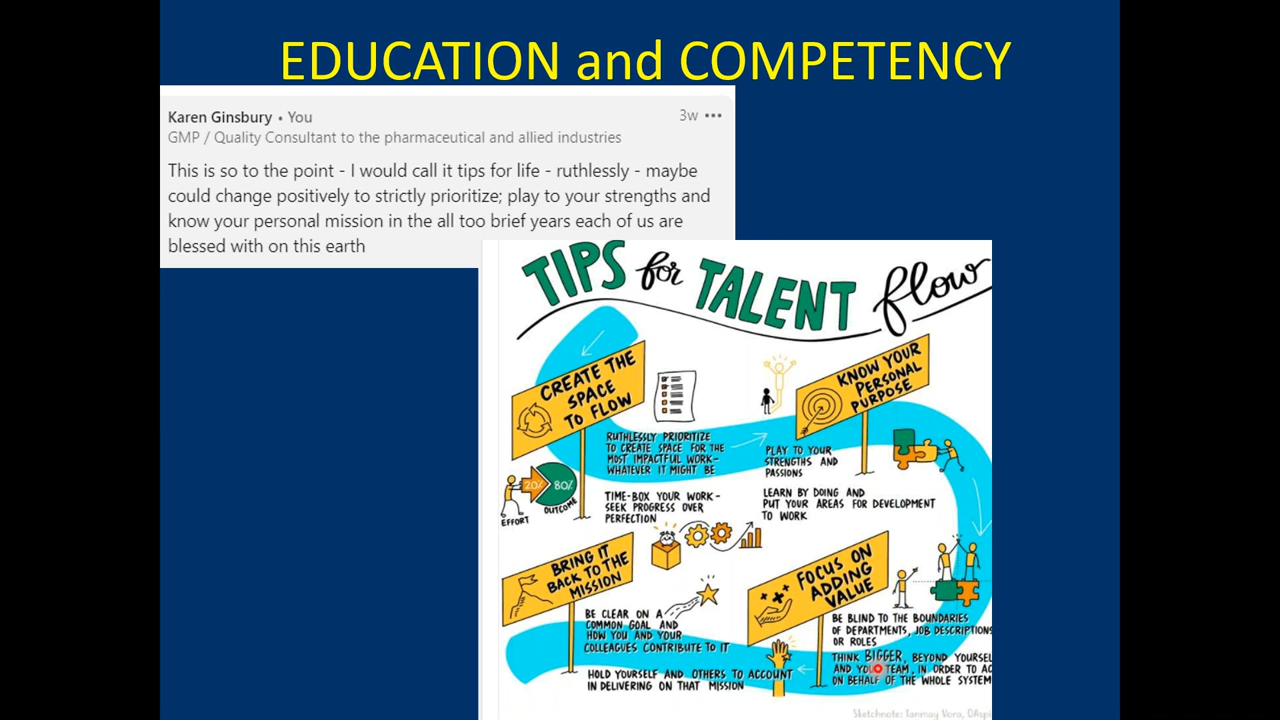 EDUCATION and COMPETENCY
Karen Ginsbury • You
3w •••
GMP / Quality Consultant to the pharmaceutical and allied industries
This is so to the point - I would call it tips for life - ruthlessly - maybe
could change positively to strictly prioritize; play to your strengths and
know your personal mission in the all too brief years each of us are
blessed with on this earth
TIPS for TALENT flow
CREATE THE
SPACE
TO FLOW
RUTHLESSLY PRIORITIZE
TO CREATE SPACE FOR THE
MOST IMPACTFUL WORK-
WHATEVER IT MIGHT BE
20% 80%
EFFORT
OUTCOME
TIME-BOX YOUR WORK-
SEEK PROGRESS OVER
PERFECTION
KNOW YOUR
PERSONAL
PURPOSE
PLAY TO YOUR
STRENGTHS AND
PASSIONS
LEARN BY DOING AND
PUT YOUR AREAS FOR DEVELOPMENT
TO WORK
FOCUS ON
ADDING
VALUE
BE BLIND TO THE BOUNDARIES
OF DEPARTMENTS, JOB DESCRIPTIONS
OR ROLES
THINK BIGGER, BEYOND YOURSEL
AND TEAM, IN ORDER TO AC
ON BEHALF OF THE WHOLE SYSTEM
BRING IT
BACK TO THE
MISSION
BE CLEAR ON A
COMMON GOAL AND
HOW YOU AND YOUR
COLLEAGUES CONTRIBUTE TO IT
HOLD YOURSELF AND OTHERS TO ACCOUNT
IN DELIVERING ON THAT MISSION
Sketchnote: Tanmay Vora,